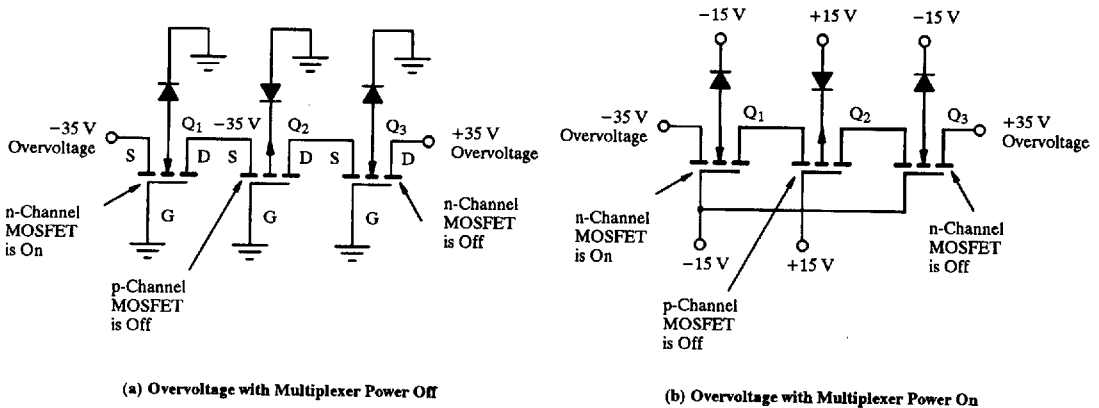 −35 V
Overvoltage
S
Q1
D
−35 V
S
Q2
D
S
Q3
D
+35 V
Overvoltage
G
G
G
n-Channel
MOSFET
is On
p-Channel
MOSFET
is Off
n-Channel
MOSFET
is Off
(a) Overvoltage with Multiplexer Power Off
−15 V
+15 V
−15 V
−35 V
Overvoltage
Q1
Q2
Q3
+35 V
Overvoltage
n-Channel
MOSFET
is On
−15 V
+15 V
p-Channel
MOSFET
is Off
n-Channel
MOSFET
is Off
(b) Overvoltage with Multiplexer Power On